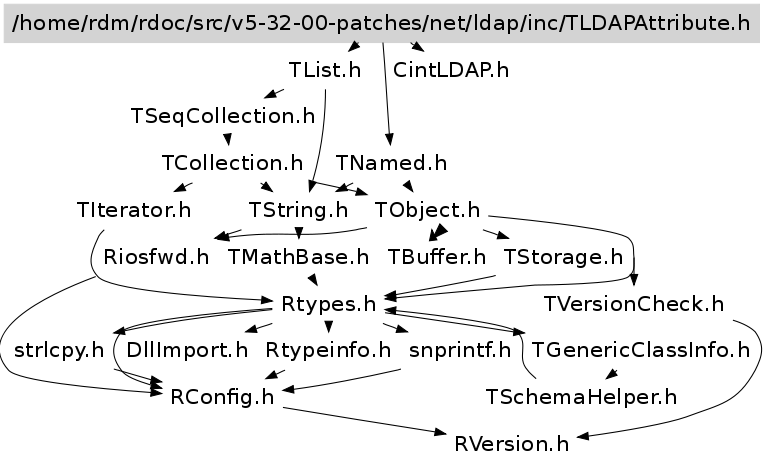 /home/rdm/rdoc/src/v5-32-00-patches/net/ldap/inc/TLDAPAttribute.h
TList.h
CintLDAP.h
TSeqCollection.h
TCollection.h
TNamed.h
TIterator.h
TString.h
TObject.h
Riosfwd.h
TMathBase.h
TBuffer.h
TStorage.h
Rtypes.h
TVersionCheck.h
strlcpy.h
DllImport.h
Rtypeinfo.h
snprintf.h
TGenericClassInfo.h
RConfig.h
TSchemaHelper.h
RVersion.h